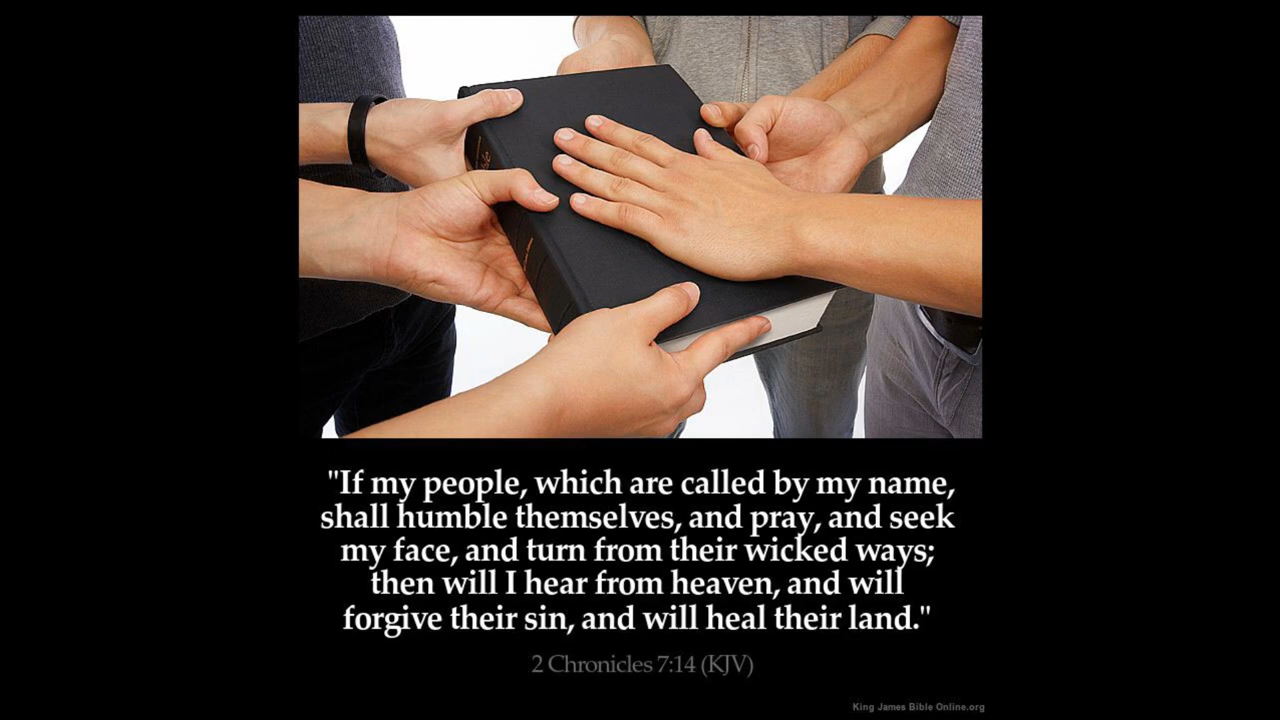 "If my people, which are called by my name,
shall humble themselves, and pray, and seek
my face, and turn from their wicked ways;
then will I hear from heaven, and will
forgive their sin, and will heal their land."
2 Chronicles 7:14 (KJV)
King James Bible Online.org